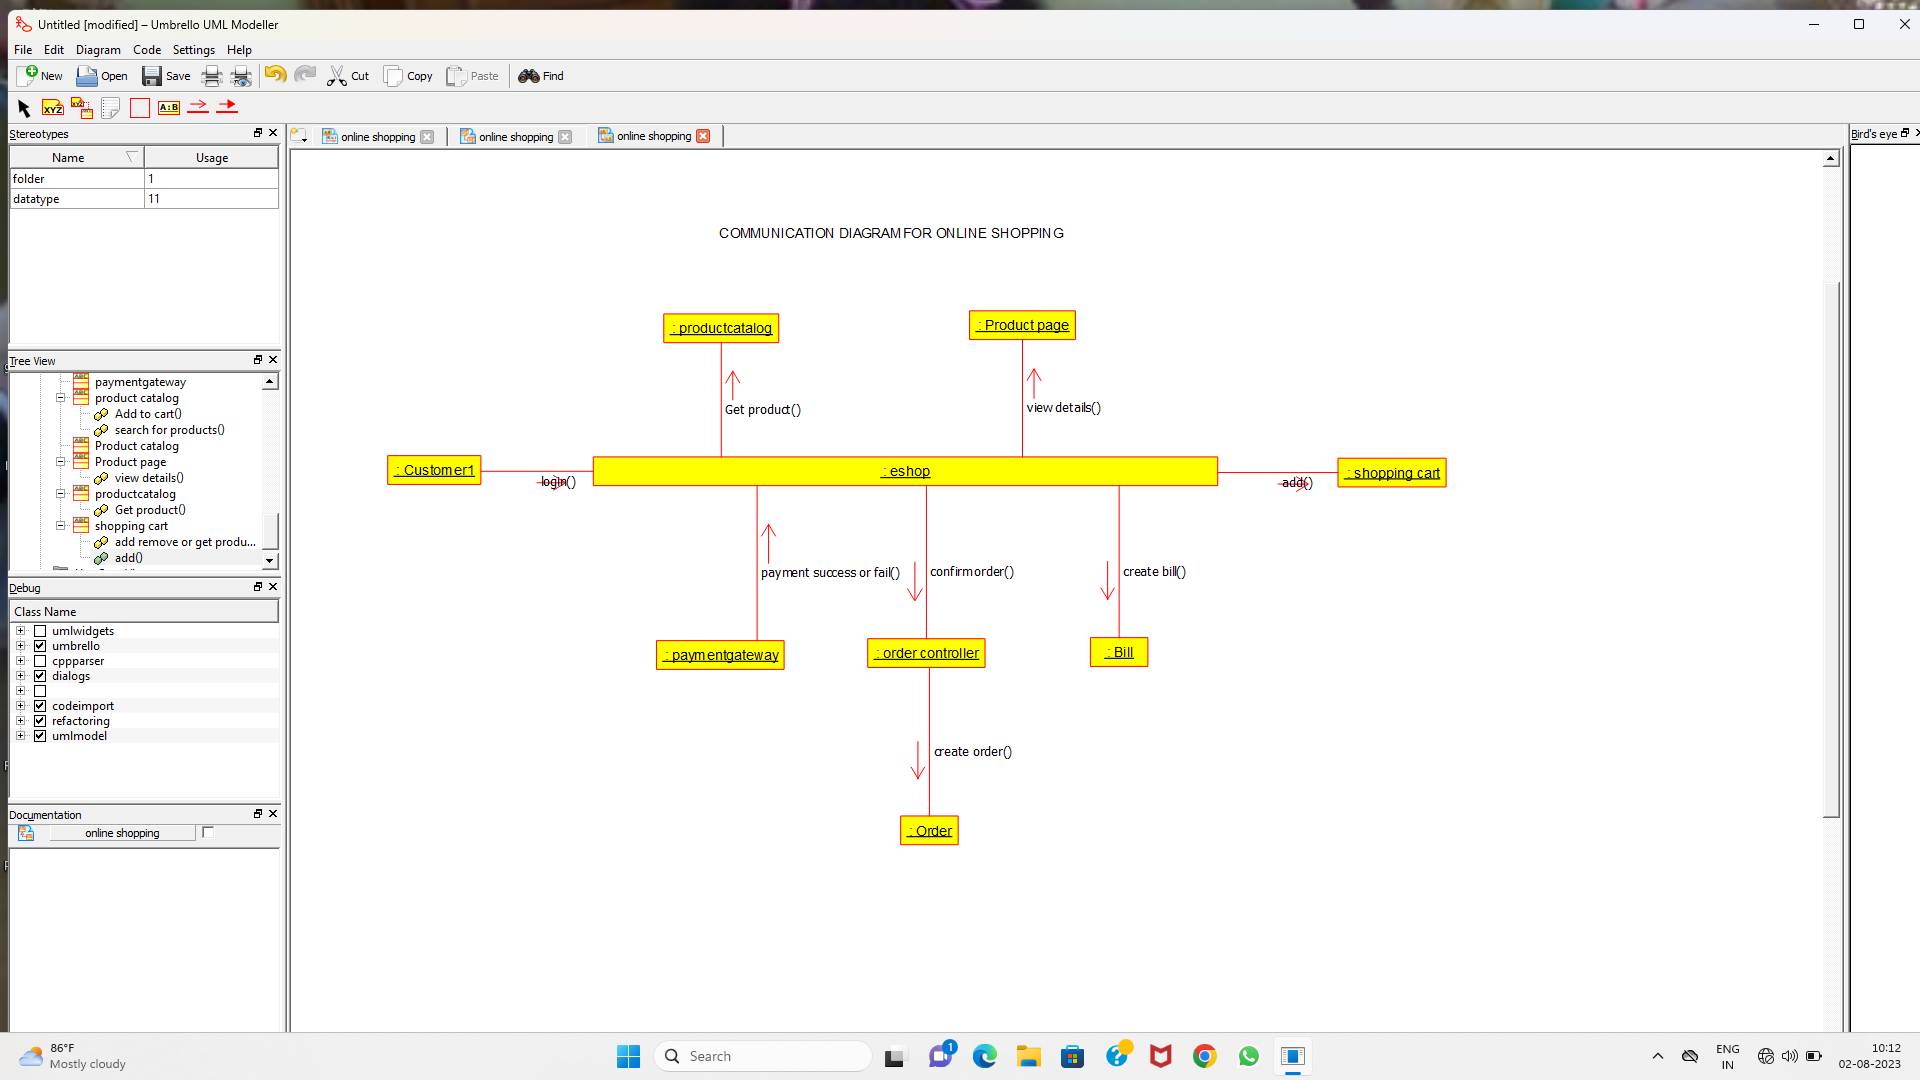 Untitled [modified] – Umbrello UML Modeller
File Edit Diagram Code Settings Help
New Open Save Cut Copy Paste Find
XYZ XYZ A:B
Stereotypes
Name Usage
folder 1
datatype 11
online shopping online shopping online shopping
Bird's eye
COMMUNICATION DIAGRAM FOR ONLINE SHOPPING
: productcatalog
: Product page
Get product()
view details()
: Customer1
login()
: eshop
add()
: shopping cart
payment success or fail()
confirm order()
create bill()
: paymentgateway
: order controller
: Bill
create order()
: Order
Tree View
paymentgateway
product catalog
Add to cart()
search for products()
Product catalog
Product page
view details()
productcatalog
Get product()
shopping cart
add remove or get produ...
add()
Debug
Class Name
umlwidgets
umbrello
cppparser
dialogs
codeimport
refactoring
umlmodel
Documentation
online shopping
86°F
Mostly cloudy
Search
1
ENG
IN
10:12
02-08-2023